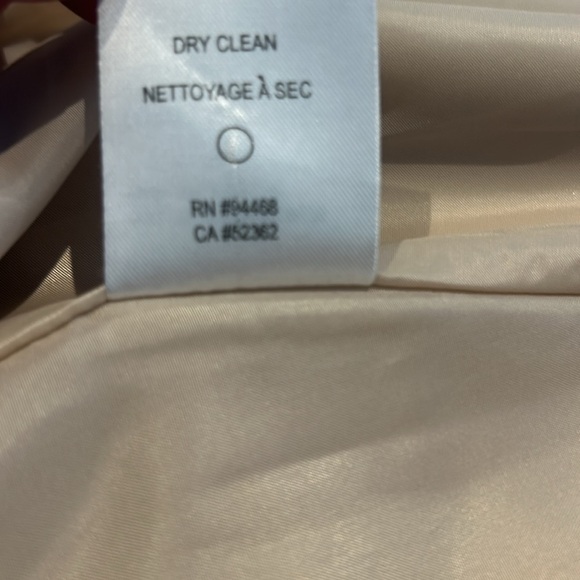 DRY CLEAN
NETTOYAGE À SEC
RN #94468
CA #52362